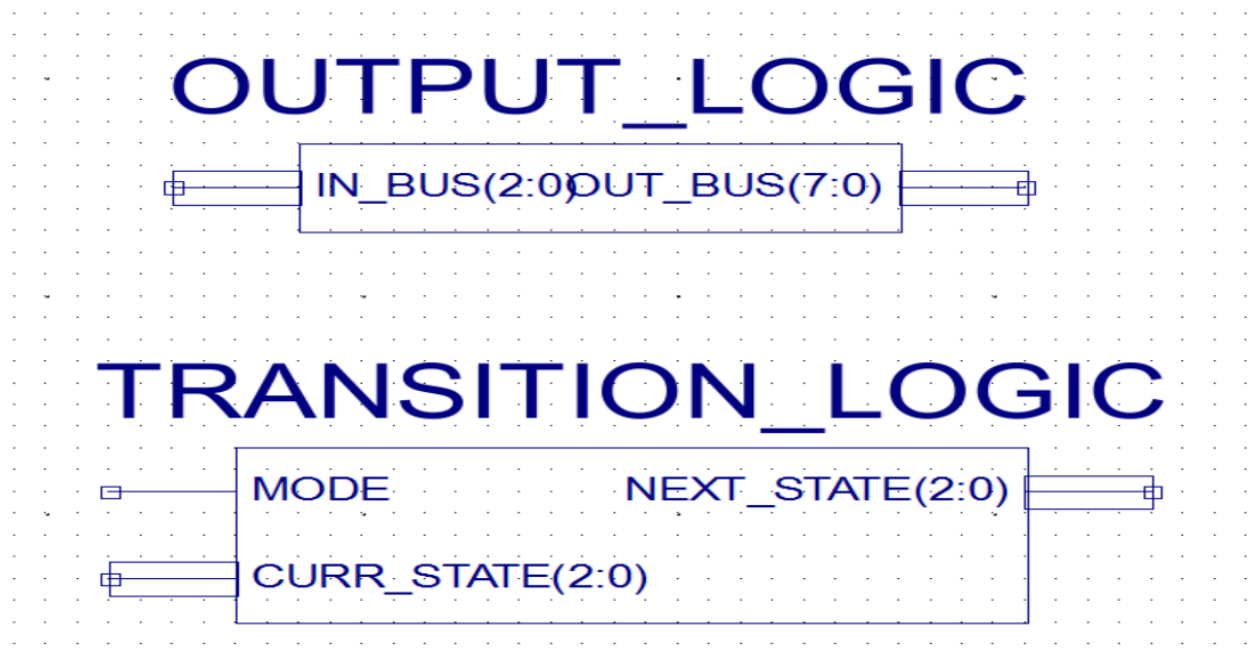 OUTPUT_LOGIC
IN_BUS(2:0) OUT_BUS(7:0)
TRANSITION_LOGIC
MODE NEXT_STATE(2:0)
CURR_STATE(2:0)